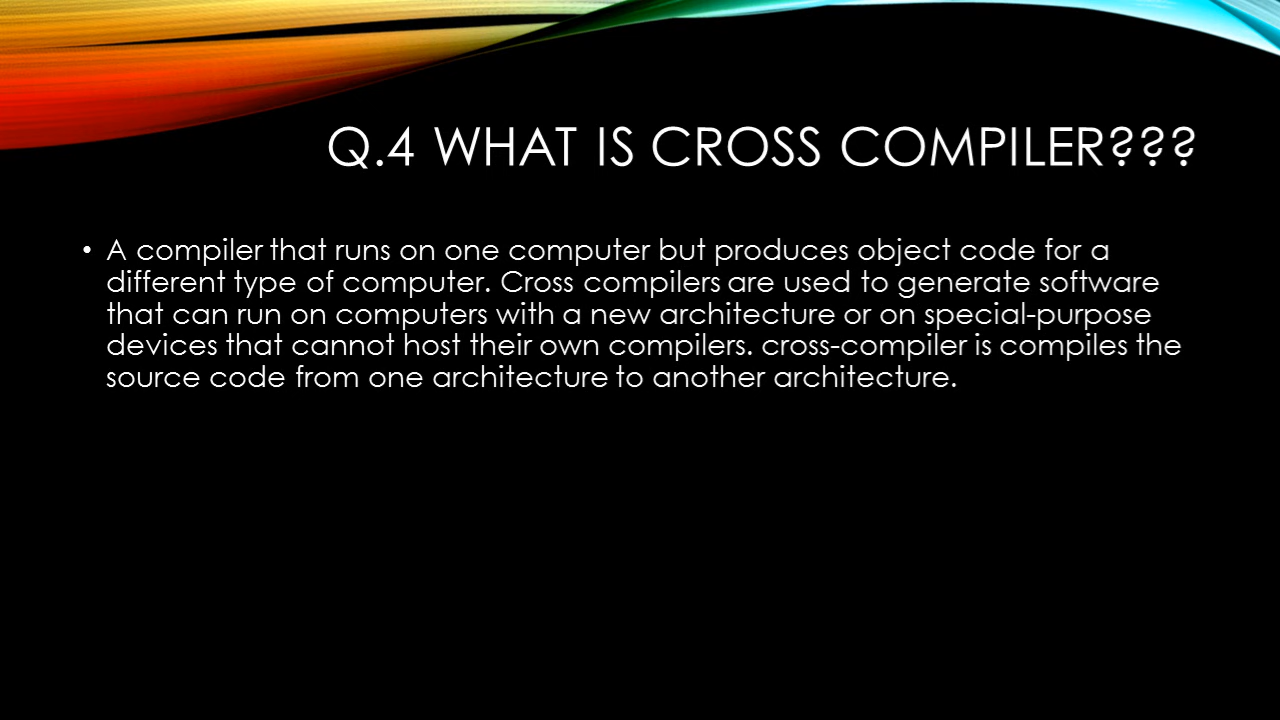 Q.4 WHAT IS CROSS COMPILER???
• A compiler that runs on one computer but produces object code for a
different type of computer. Cross compilers are used to generate software
that can run on computers with a new architecture or on special-purpose
devices that cannot host their own compilers. cross-compiler is compiles the
source code from one architecture to another architecture.